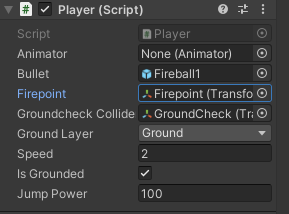 Player (Script)
Script Player
Animator None (Animator)
Bullet Fireball1
Firepoint Firepoint (Transfo
Groundcheck Collide GroundCheck (Tra
Ground Layer Ground
Speed 2
Is Grounded
Jump Power 100